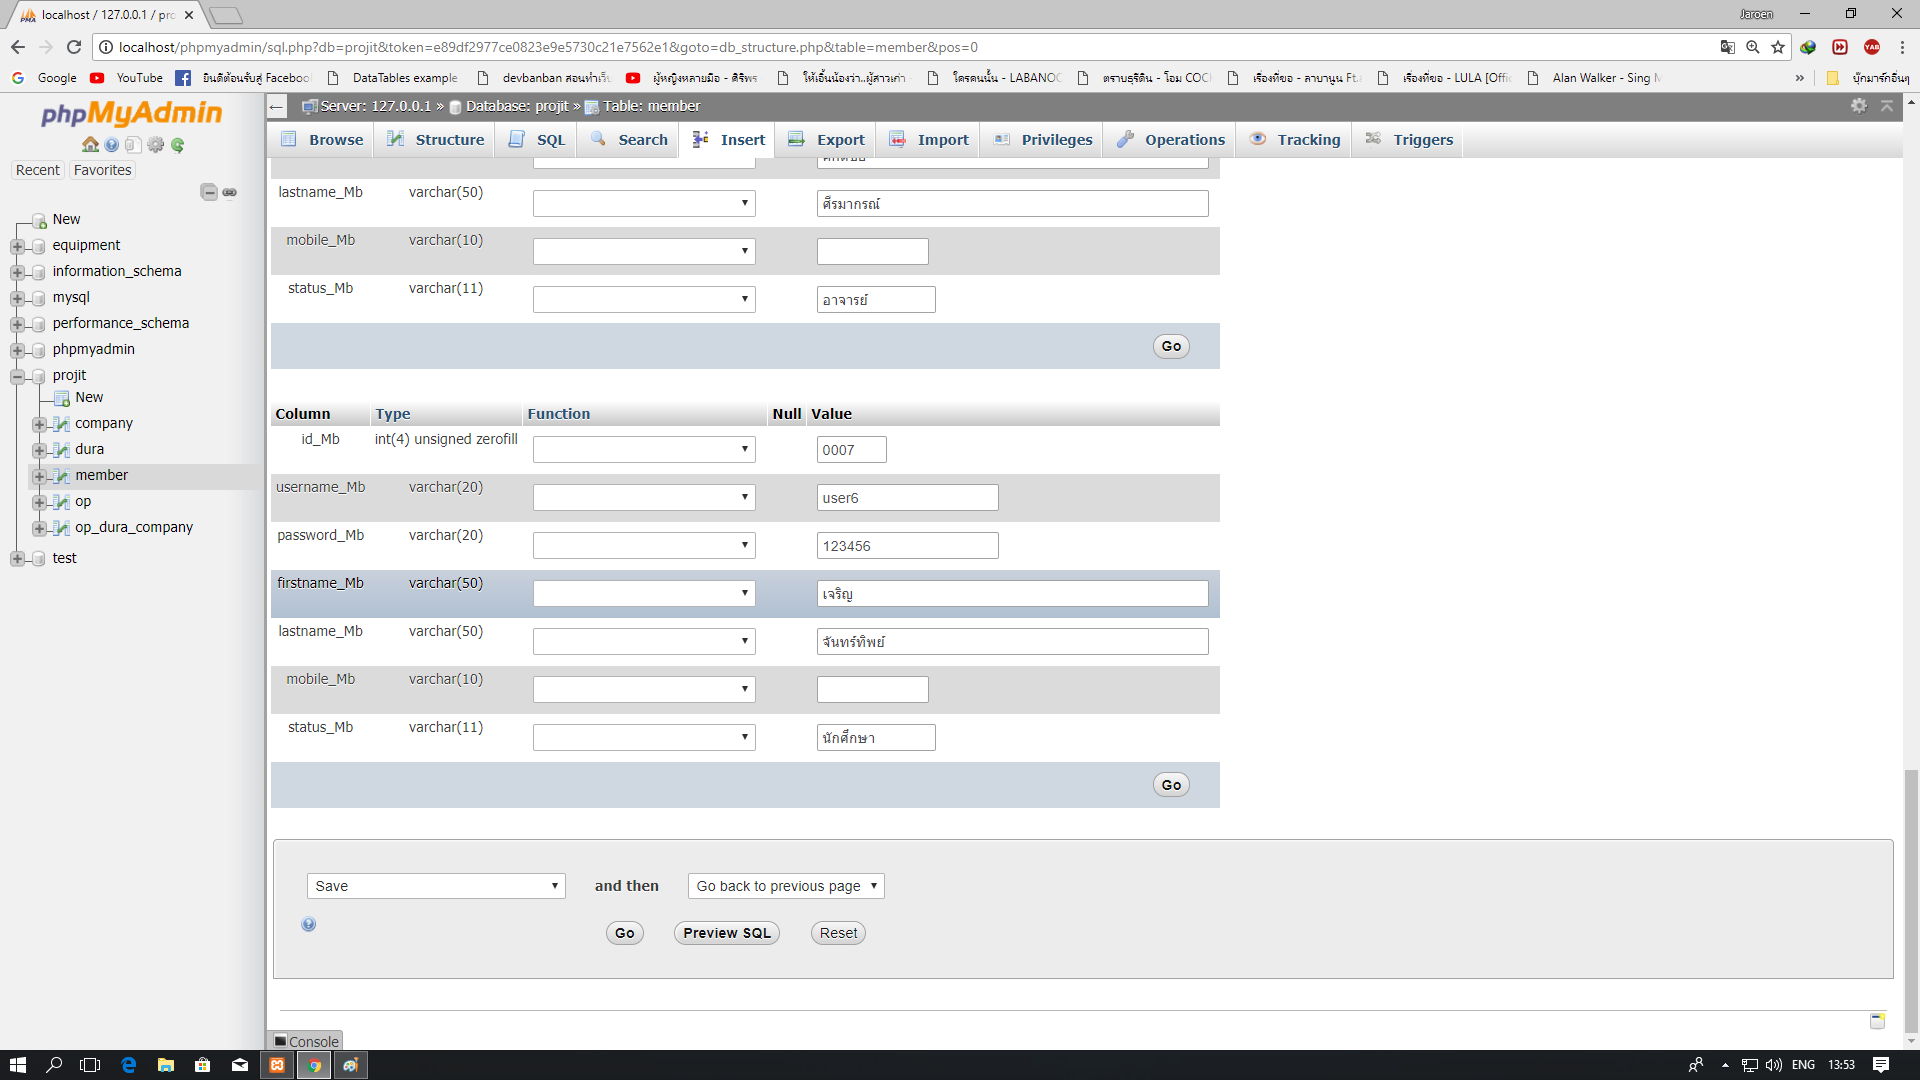 localhost / 127.0.0.1 / pro
Jaroen
localhost/phpmyadmin/sql.php?db=projit&token=e89df2977ce0823e9e5730c21e7562e1&goto=db_structure.php&table=member&pos=0
Google YouTube ยินดีต้อนรับสู่ Facebook DataTables example devbanban สอนทำเว็บ ผู้หญิงหลายมือ - ศิริพร ให้เอิ้นน้องว่า..ผู้สาวเก่า - ใครคนนั้น - LABANOO ตราบธุรีดิน - โอม COC เรื่องที่ขอ - ลาบานูน Ft. เรื่องที่ขอ - LULA [Offic Alan Walker - Sing M » บุ๊กมาร์กอื่นๆ
phpMyAdmin
Recent Favorites
New
equipment
information_schema
mysql
performance_schema
phpmyadmin
projit
New
company
dura
member
op
op_dura_company
test
Server: 127.0.0.1 » Database: projit » Table: member
Browse Structure SQL Search Insert Export Import Privileges Operations Tracking Triggers
lastname_Mb varchar(50) ศิรมากรณ์
mobile_Mb varchar(10)
status_Mb varchar(11) อาจารย์
Go
Column Type Function Null Value
id_Mb int(4) unsigned zerofill 0007
username_Mb varchar(20) user6
password_Mb varchar(20) 123456
firstname_Mb varchar(50) เจริญ
lastname_Mb varchar(50) จันทร์ทิพย์
mobile_Mb varchar(10)
status_Mb varchar(11) นักศึกษา
Go
Save and then Go back to previous page
Go Preview SQL Reset
Console
ENG 13:53